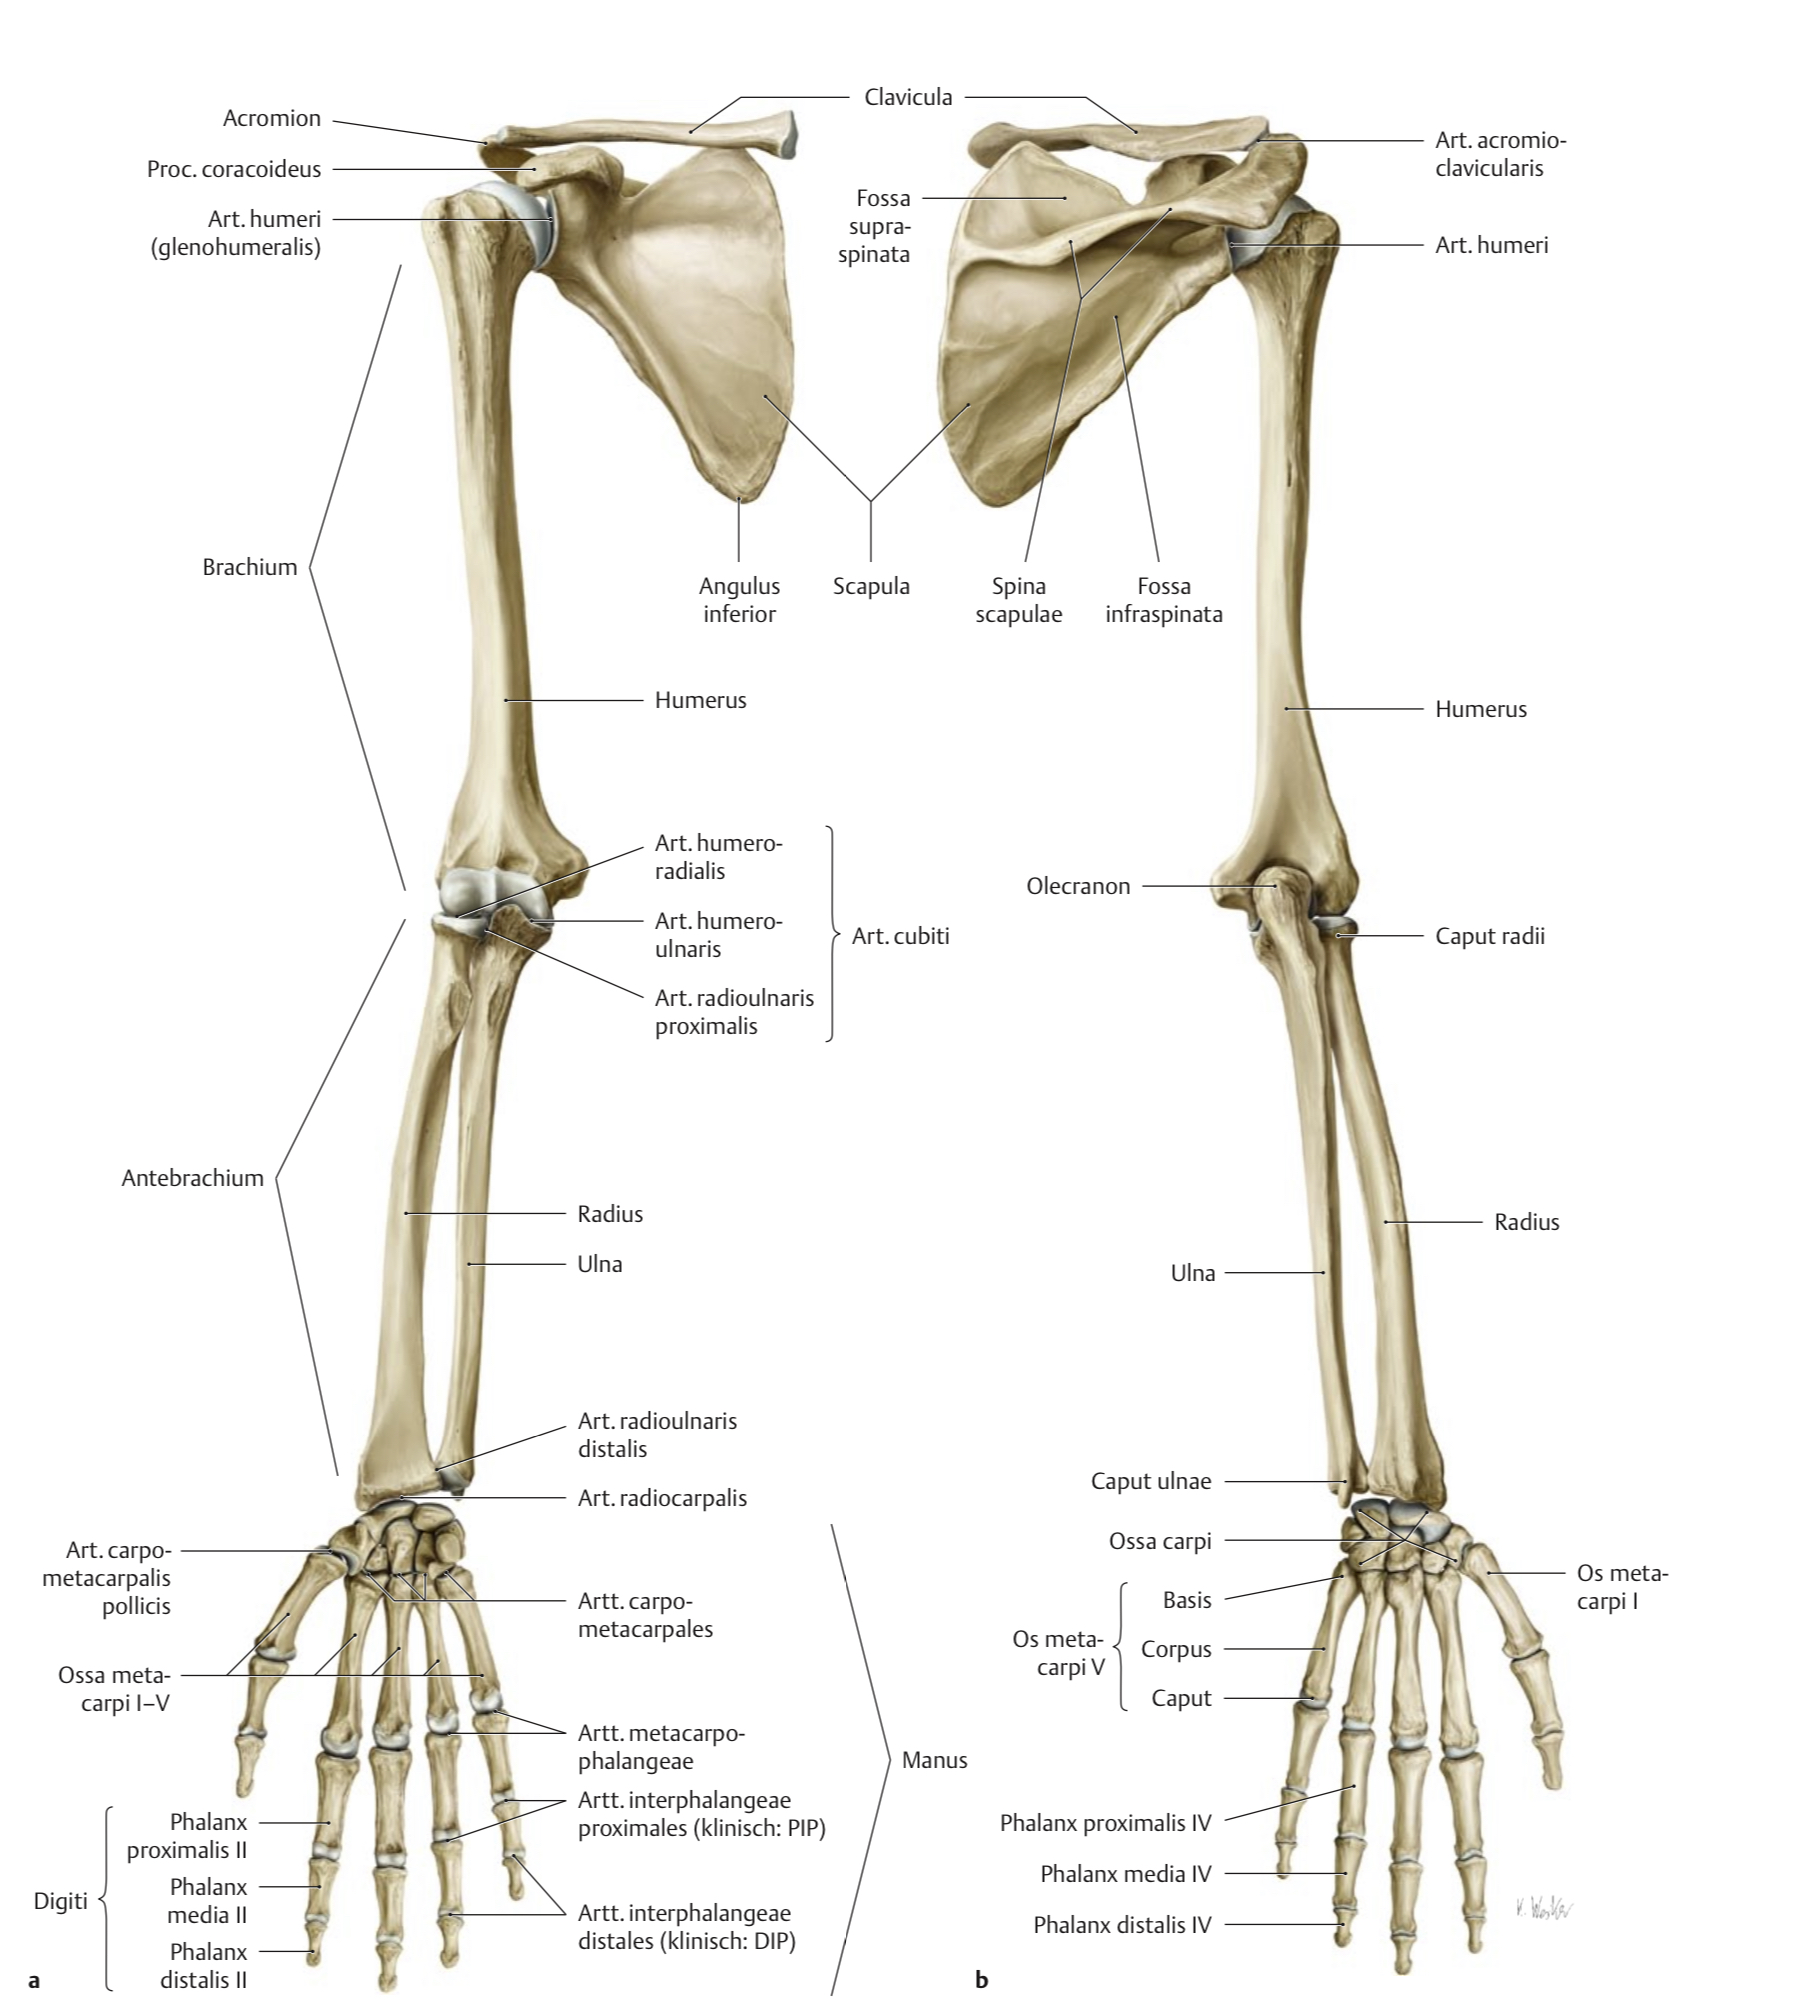 Clavicula
Acromion
Proc. coracoideus
Art. humeri
(glenohumeralis)
Brachium
Angulus
inferior
Scapula
Humerus
Art. humero-
radialis
Art. humero-
ulnaris
Art. radioulnaris
proximalis
Art. cubiti
Antebrachium
Radius
Ulna
Art. radioulnaris
distalis
Art. radiocarpalis
Art. carpo-
metacarpalis
pollicis
Artt. carpo-
metacarpales
Ossa meta-
carpi I–V
Artt. metacarpo-
phalangeae
Manus
Artt. interphalangeae
proximales (klinisch: PIP)
Digiti
Phalanx
proximalis II
Phalanx
media II
Phalanx
distalis II
Artt. interphalangeae
distales (klinisch: DIP)
a
Art. acromio-
clavicularis
Fossa
supra-
spinata
Art. humeri
Spina
scapulae
Fossa
infraspinata
Humerus
Olecranon
Caput radii
Radius
Ulna
Caput ulnae
Ossa carpi
Os meta-
carpi I
Os meta-
carpi V
Basis
Corpus
Caput
Phalanx proximalis IV
Phalanx media IV
Phalanx distalis IV
b